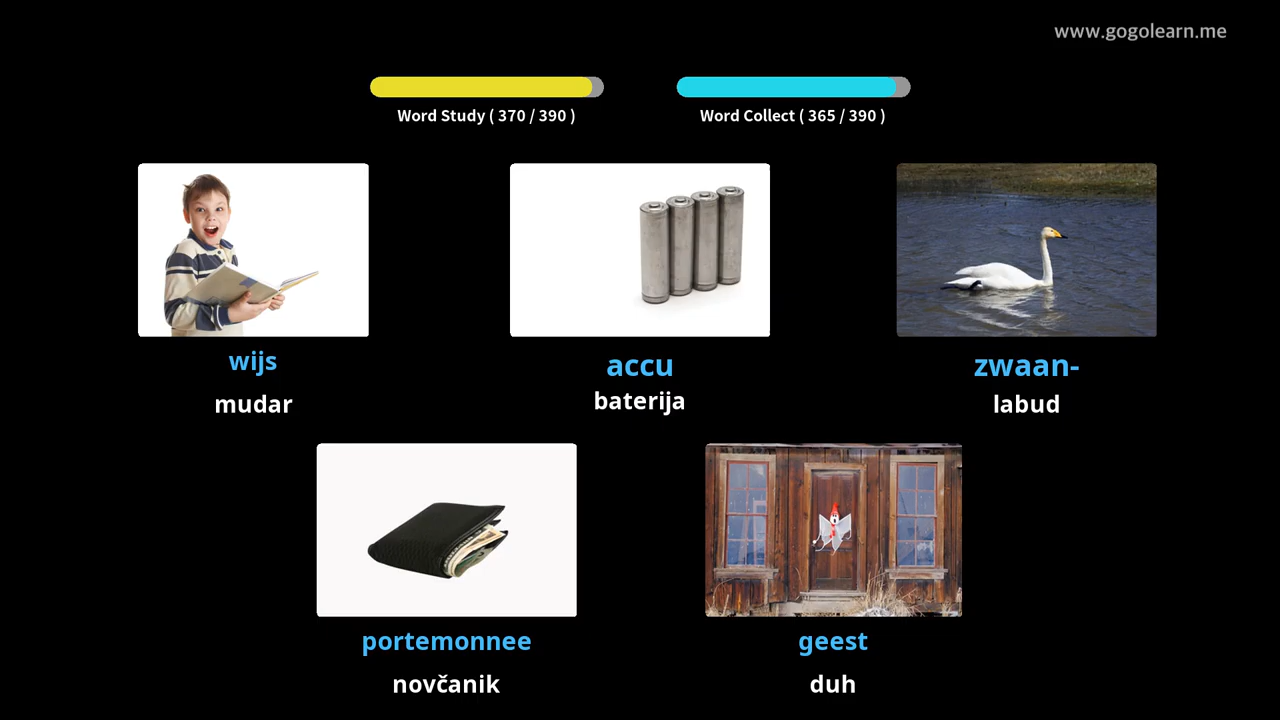 www.gogolearn.me
Word Study ( 370 / 390 )
Word Collect ( 365 / 390 )
wijs
mudar
accu
baterija
zwaan-
labud
portemonnee
novčanik
geest
duh